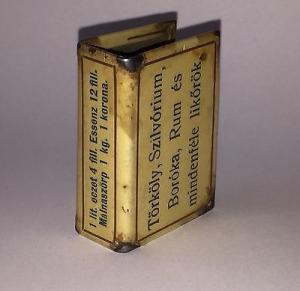 1 lit. eczet 4 fill. Essenz 12 fill.
Malnaszörp 1 kg. 1 korona.
Törköly, Szilvórium,
Boróka, Rum és
mindenféle likőrök.